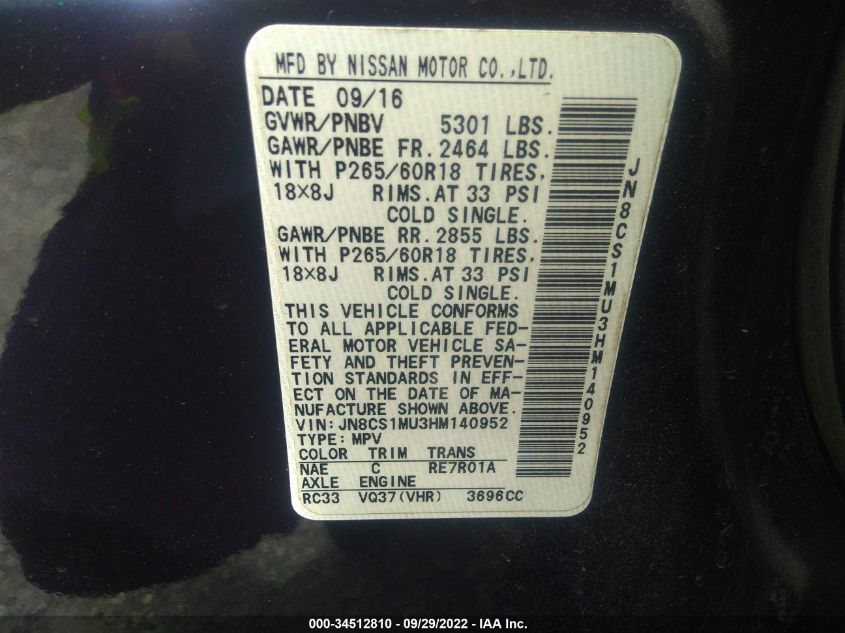 MFD BY NISSAN MOTOR CO.,LTD.
DATE 09/16
GVWR/PNBV 5301 LBS.
GAWR/PNBE FR. 2464 LBS.
WITH P265/60R18 TIRES,
18×8J RIMS. AT 33 PSI
COLD SINGLE.
GAWR/PNBE RR. 2855 LBS.
WITH P265/60R18 TIRES,
18×8J RIMS. AT 33 PSI
COLD SINGLE.
THIS VEHICLE CONFORMS
TO ALL APPLICABLE FED-
ERAL MOTOR VEHICLE SA-
FETY AND THEFT PREVEN-
TION STANDARDS IN EFF-
ECT ON THE DATE OF MA-
NUFACTURE SHOWN ABOVE.
VIN:JN8CS1MU3HM140952
TYPE:MPV
COLOR TRIM TRANS
NAE C RE7R01A
AXLE ENGINE
RC33 VQ37(VHR) 3696CC
JN8CS1MU3HM140952
000-34512810 - 09/29/2022 - IAA Inc.